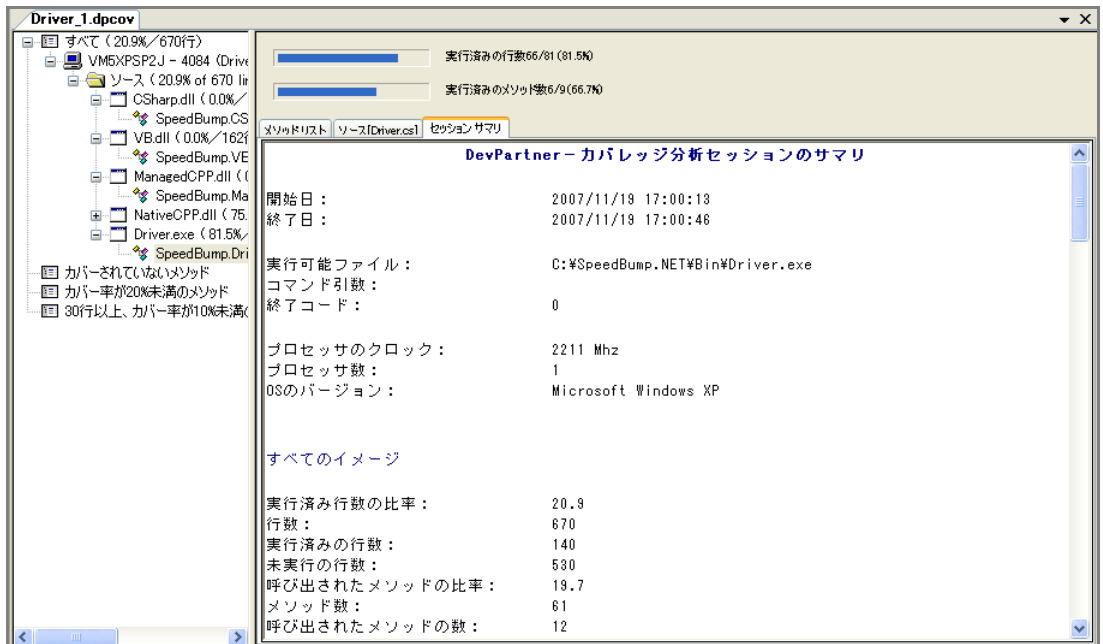 Driver_1.dpcov
すべて ( 20.9%／670行)
VM5XPSP2J - 4084 (Drive
ソース ( 20.9% of 670 lin
CSharp.dll ( 0.0%／
SpeedBump.CS
VB.dll ( 0.0%／162行
SpeedBump.VB
ManagedCPP.dll (
SpeedBump.Ma
NativeCPP.dll ( 75.
Driver.exe ( 81.5%／
SpeedBump.Dri
カバーされていないメソッド
カバー率が20%未満のメソッド
30行以上、カバー率が10%未満の
実行済みの行数66/81(81.5%)
実行済みのメソッド数6/9(66.7%)
メソッドリスト ソース[Driver.cs] セッション サマリ
DevPartner－カバレッジ分析セッションのサマリ
開始日： 2007/11/19 17:00:13
終了日： 2007/11/19 17:00:46
実行可能ファイル： C:¥SpeedBump.NET¥Bin¥Driver.exe
コマンド引数：
終了コード： 0
プロセッサのクロック： 2211 Mhz
プロセッサ数： 1
OSのバージョン： Microsoft Windows XP
すべてのイメージ
実行済み行数の比率： 20.9
行数： 670
実行済みの行数： 140
未実行の行数： 530
呼び出されたメソッドの比率： 19.7
メソッド数： 61
呼び出されたメソッドの数： 12